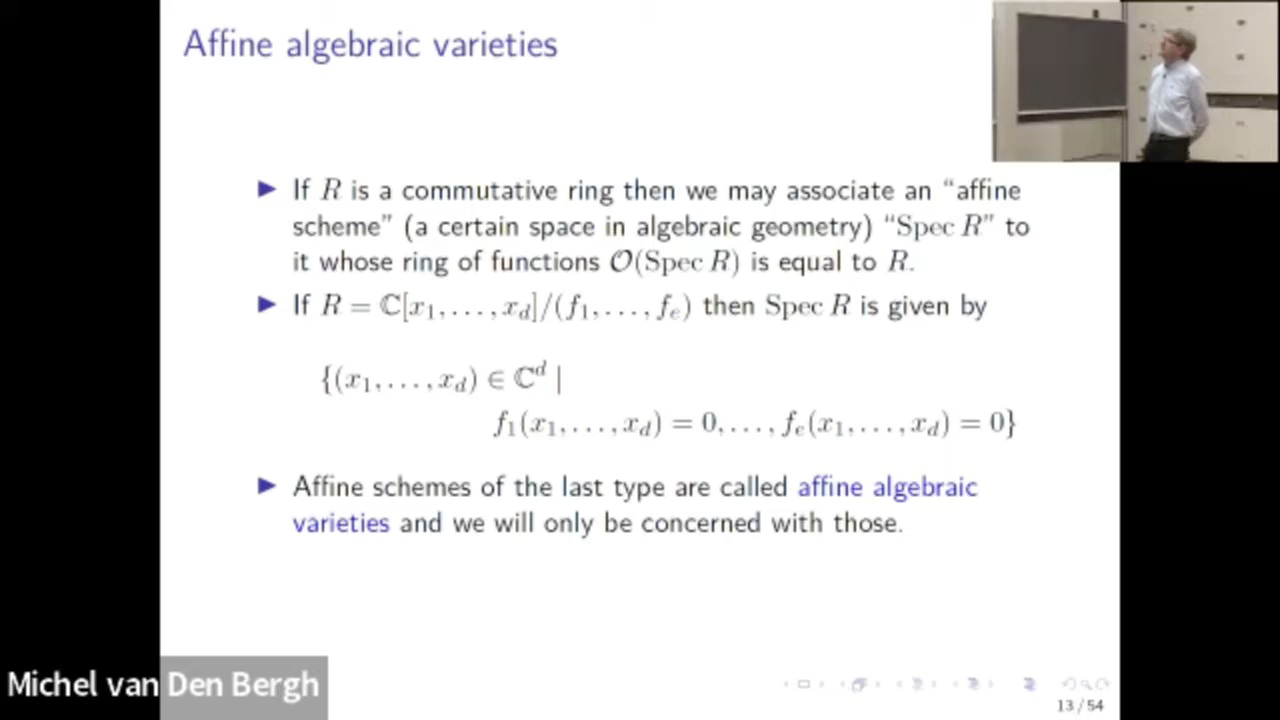 Affine algebraic varieties
▶ If R is a commutative ring then we may associate an “affine
scheme” (a certain space in algebraic geometry) “Spec R” to
it whose ring of functions 𝒪(Spec R) is equal to R.
▶ If R = ℂ[x₁, . . . , x_d]/(f₁, . . . , fₑ) then Spec R is given by
{(x₁, . . . , x_d) ∈ ℂᵈ |
f₁(x₁, . . . , x_d) = 0, . . . , fₑ(x₁, . . . , x_d) = 0}
▶ Affine schemes of the last type are called affine algebraic
varieties and we will only be concerned with those.
Michel van Den Bergh
13 / 54